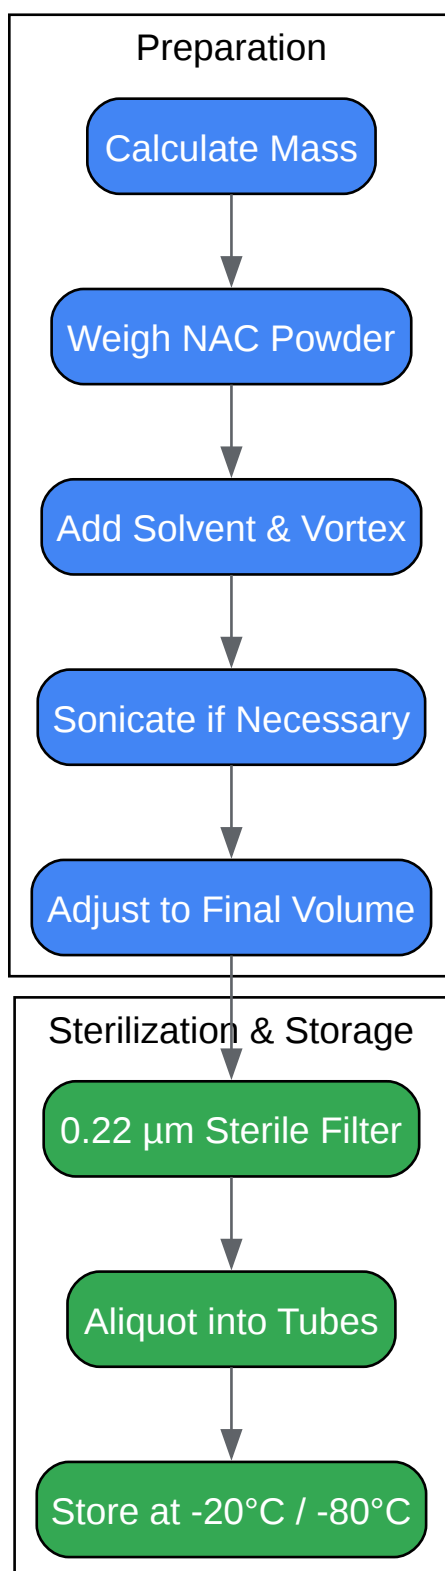 Preparation
Calculate Mass
Weigh NAC Powder
Add Solvent & Vortex
Sonicate if Necessary
Adjust to Final Volume
Sterilization & Storage
0.22 µm Sterile Filter
Aliquot into Tubes
Store at -20°C / -80°C